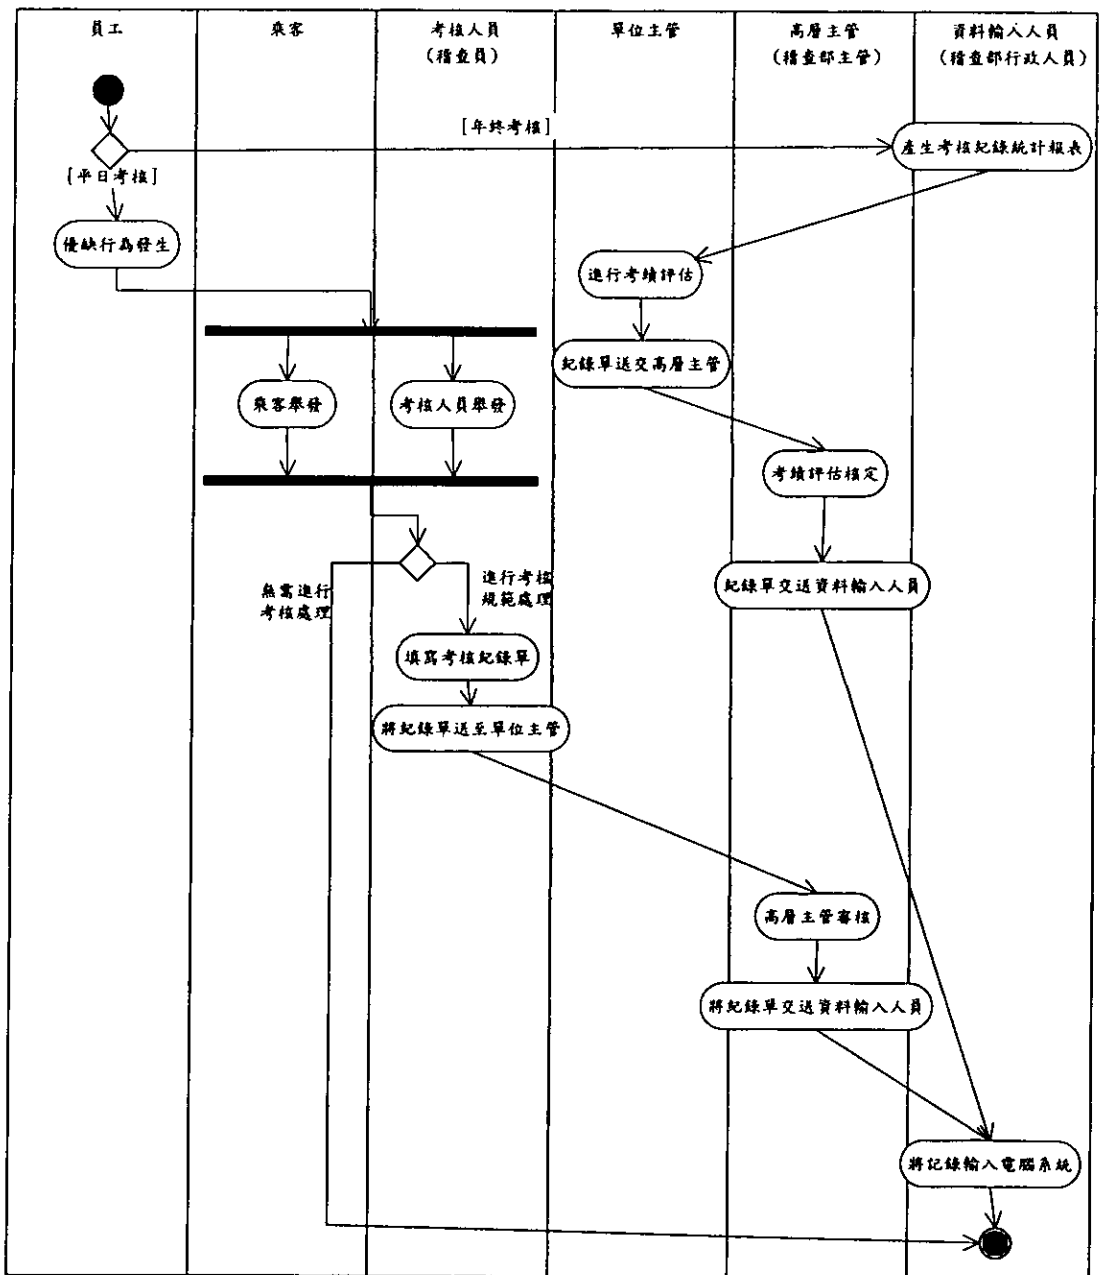 員工
乘客
考核人員
(稽查員)
單位主管
高層主管
(稽查部主管)
資料輸入人員
(稽查部行政人員)
[年終考核]
產生考核紀錄統計報表
[平日考核]
優缺行為發生
進行考績評估
紀錄單送交高層主管
乘客舉發
考核人員舉發
考績評估核定
無需進行
考核處理
進行考核
規範處理
紀錄單交送資料輸入人員
填寫考核紀錄單
將紀錄單送至單位主管
高層主管審核
將紀錄單交送資料輸入人員
將記錄輸入電腦系統